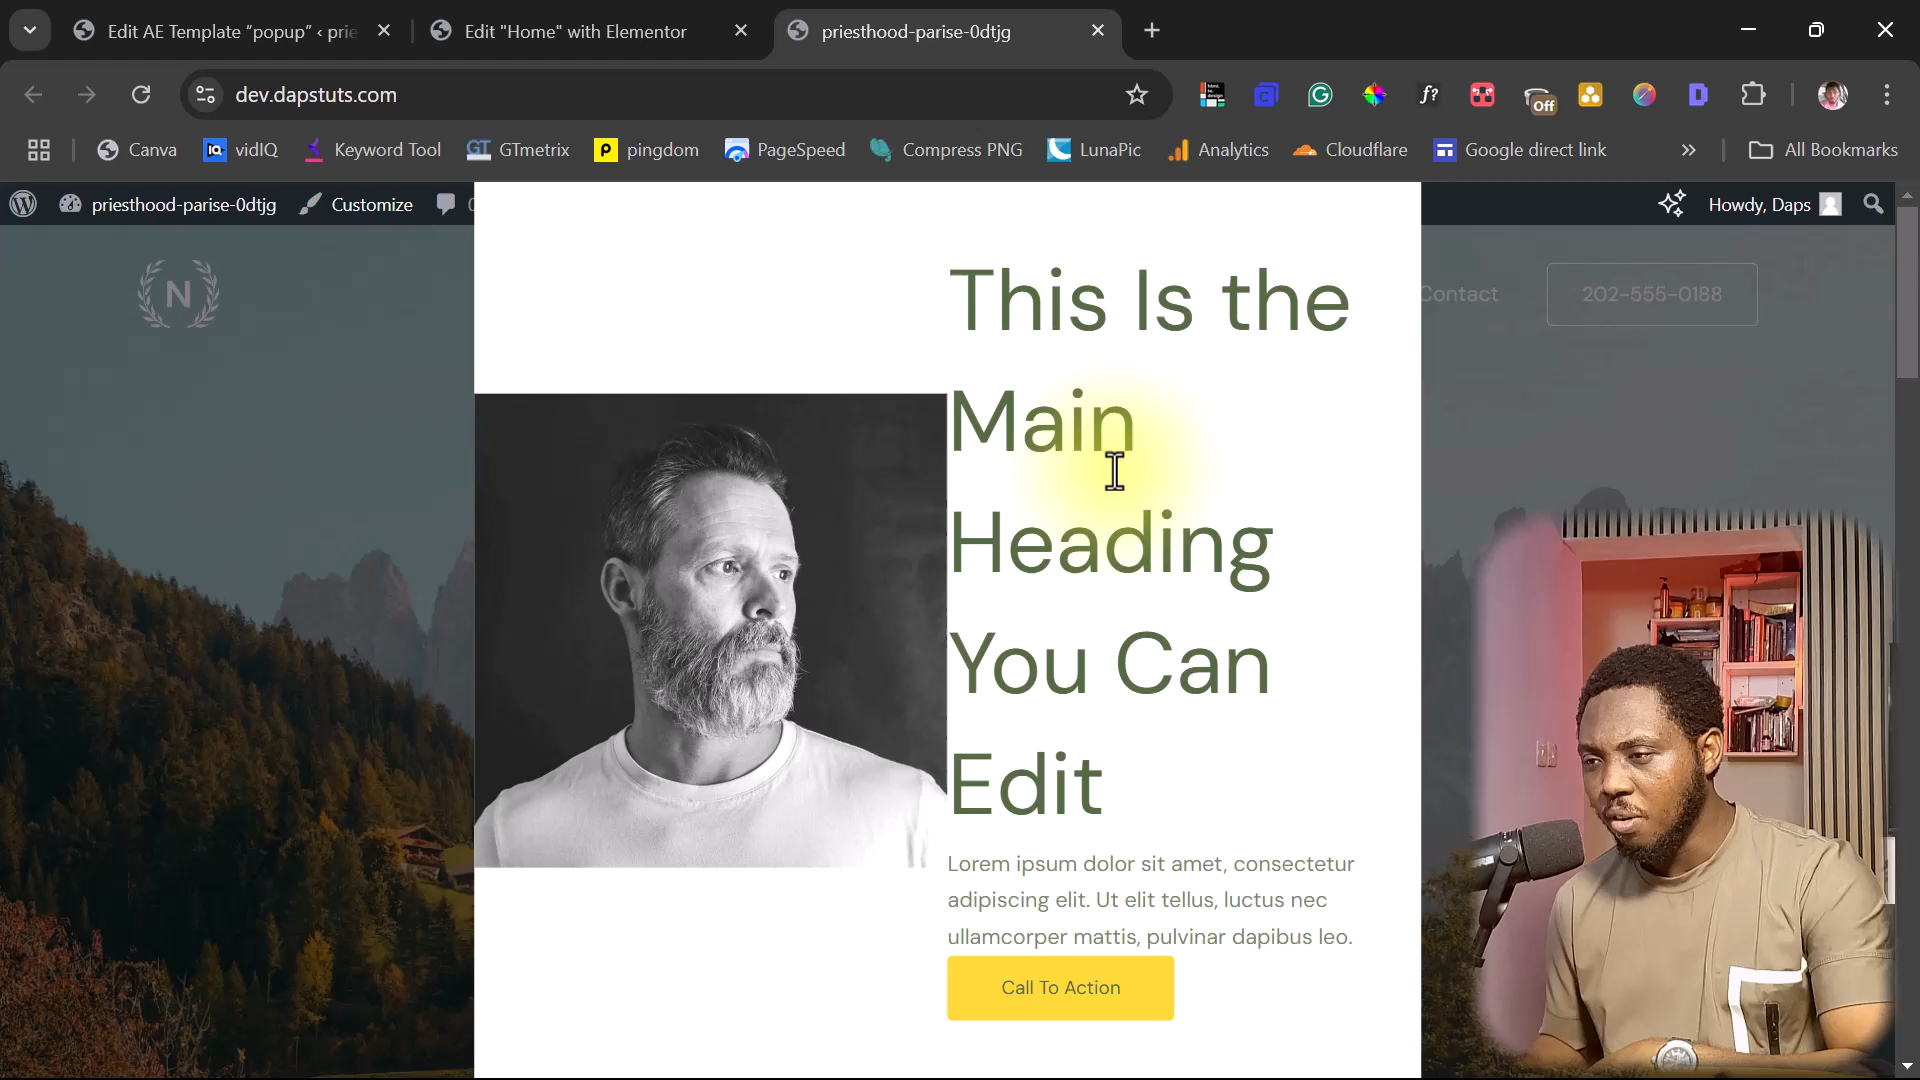 Edit AE Template “popup” ‹ prie
Edit "Home" with Elementor
priesthood-parise-0dtjg
dev.dapstuts.com
f?
Off
D
Canva
IQ vidIQ
Keyword Tool
GT GTmetrix
P pingdom
PageSpeed
Compress PNG
LunaPic
Analytics
Cloudflare
Google direct link
»
All Bookmarks
priesthood-parise-0dtjg
Customize
Howdy, Daps
N
Contact
202-555-0188
This Is the
Main
Heading
You Can
Edit
Lorem ipsum dolor sit amet, consectetur
adipiscing elit. Ut elit tellus, luctus nec
ullamcorper mattis, pulvinar dapibus leo.
Call To Action